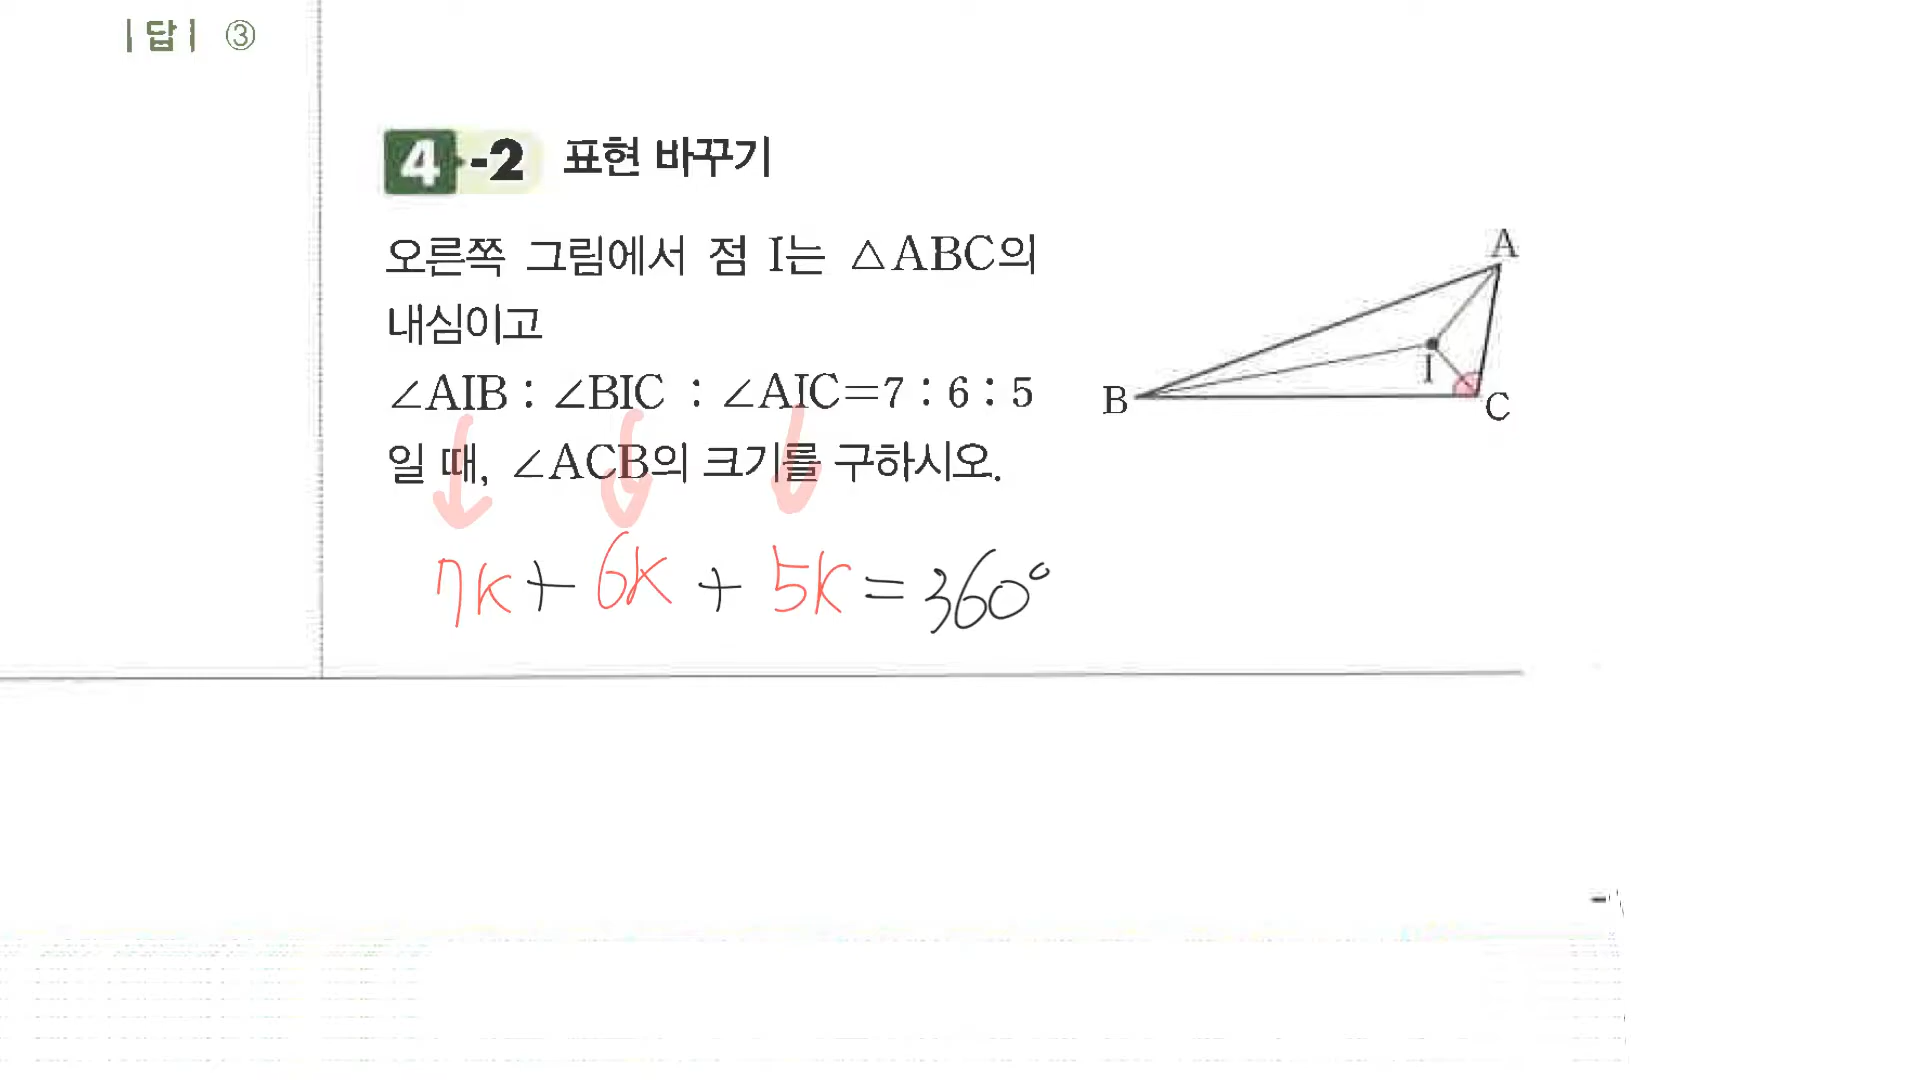 |답| ③
4-2 표현 바꾸기
오른쪽 그림에서 점 I는 △ABC의
내심이고
∠AIB : ∠BIC : ∠AIC=7 : 6 : 5
일 때, ∠ACB의 크기를 구하시오.
7k+6k+5k=360°
A
I
B
C